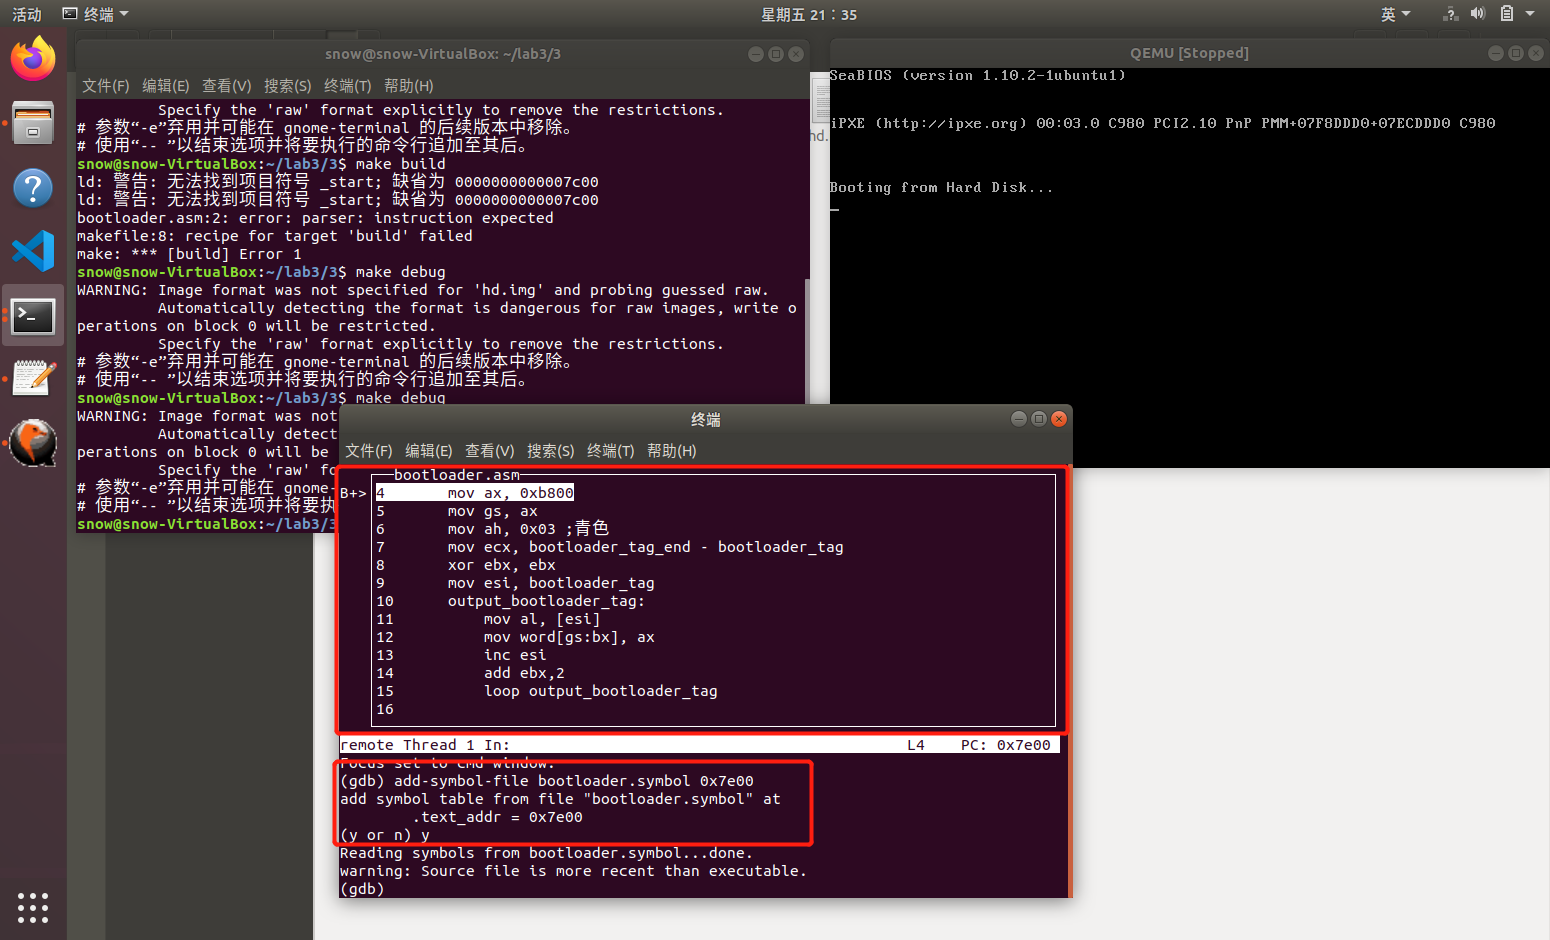 活动 终端 星期五 21：35 英
snow@snow-VirtualBox: ~/lab3/3
文件(F) 编辑(E) 查看(V) 搜索(S) 终端(T) 帮助(H)
Specify the 'raw' format explicitly to remove the restrictions.
# 参数“-e”弃用并可能在 gnome-terminal 的后续版本中移除。
# 使用“-- ”以结束选项并将要执行的命令行追加至其后。
snow@snow-VirtualBox:~/lab3/3$ make build
ld: 警告: 无法找到项目符号 _start; 缺省为 0000000000007c00
ld: 警告: 无法找到项目符号 _start; 缺省为 0000000000007c00
bootloader.asm:2: error: parser: instruction expected
makefile:8: recipe for target 'build' failed
make: *** [build] Error 1
snow@snow-VirtualBox:~/lab3/3$ make debug
WARNING: Image format was not specified for 'hd.img' and probing guessed raw.
Automatically detecting the format is dangerous for raw images, write o
perations on block 0 will be restricted.
Specify the 'raw' format explicitly to remove the restrictions.
# 参数“-e”弃用并可能在 gnome-terminal 的后续版本中移除。
# 使用“-- ”以结束选项并将要执行的命令行追加至其后。
snow@snow-VirtualBox:~/lab3/3$ make debug
WARNING: Image format was not
Automatically detect
perations on block 0 will be
Specify the 'raw' fo
# 参数“-e”弃用并可能在 gnome-
# 使用“-- ”以结束选项并将要执
snow@snow-VirtualBox:~/lab3/3
hd.
QEMU [Stopped]
SeaBIOS (version 1.10.2-1ubuntu1)
iPXE (http://ipxe.org) 00:03.0 C980 PCI2.10 PnP PMM+07F8DDD0+07ECDDD0 C980
Booting from Hard Disk...
终端
文件(F) 编辑(E) 查看(V) 搜索(S) 终端(T) 帮助(H)
bootloader.asm
B+> 4 mov ax, 0xb800
5 mov gs, ax
6 mov ah, 0x03 ;青色
7 mov ecx, bootloader_tag_end - bootloader_tag
8 xor ebx, ebx
9 mov esi, bootloader_tag
10 output_bootloader_tag:
11 mov al, [esi]
12 mov word[gs:bx], ax
13 inc esi
14 add ebx,2
15 loop output_bootloader_tag
16
remote Thread 1 In: L4 PC: 0x7e00
Focus set to cmd window.
(gdb) add-symbol-file bootloader.symbol 0x7e00
add symbol table from file "bootloader.symbol" at
.text_addr = 0x7e00
(y or n) y
Reading symbols from bootloader.symbol...done.
warning: Source file is more recent than executable.
(gdb)